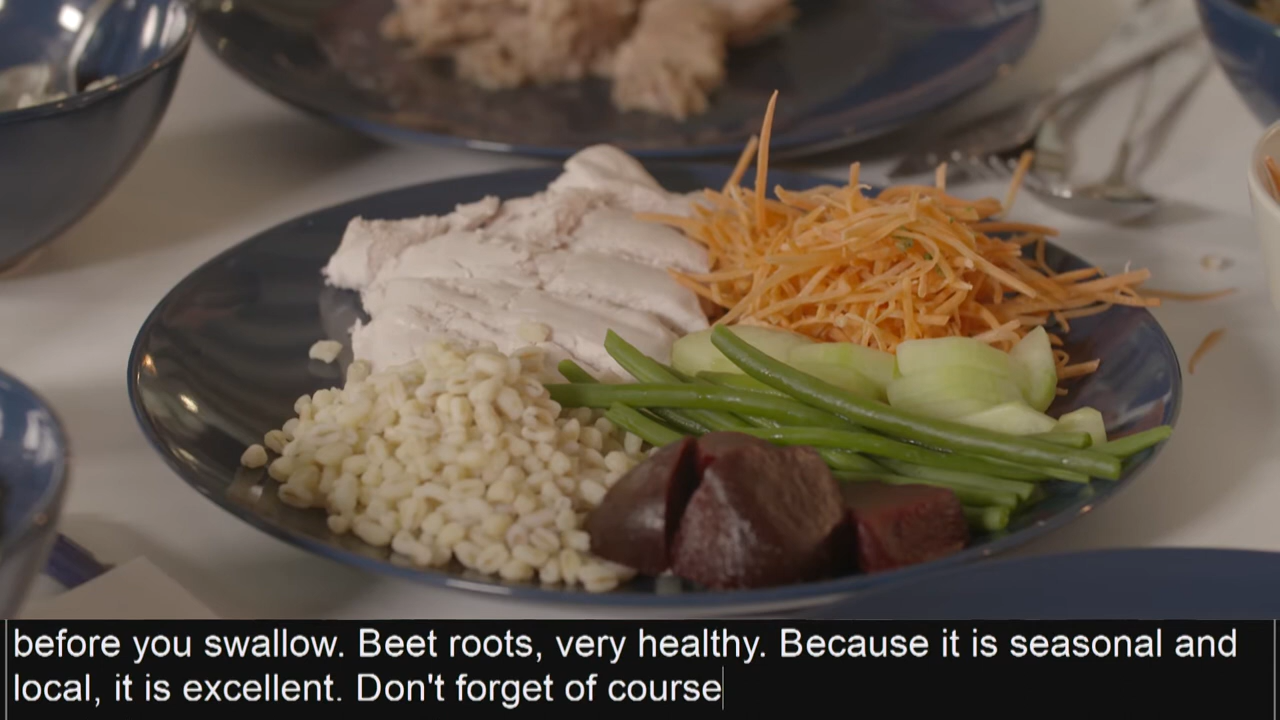 before you swallow. Beet roots, very healthy. Because it is seasonal and
local, it is excellent. Don't forget of course